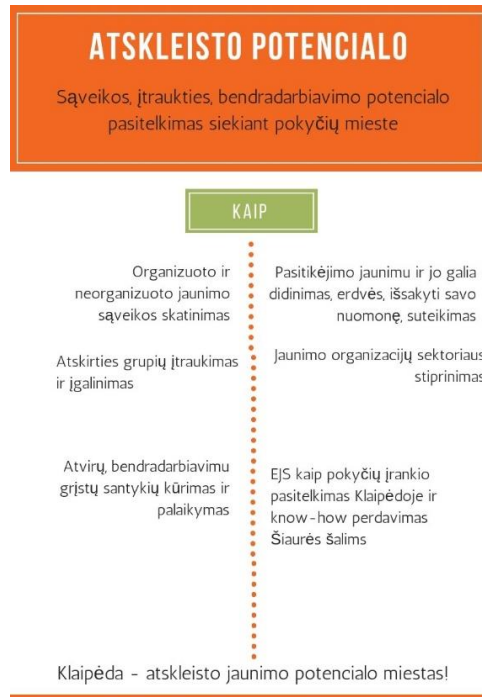 ATSKLEISTO POTENCIALO
Sąveikos, įtraukties, bendradarbiavimo potencialo
pasitelkimas siekiant pokyčių mieste
KAIP
Organizuoto ir
neorganizuoto jaunimo
sąveikos skatinimas
Pasitikėjimo jaunimu ir jo galia
didinimas, erdvės, išsakyti savo
nuomonę, suteikimas
Atskirties grupių įtraukimas
ir įgalinimas
Jaunimo organizacijų sektoriaus
stiprinimas
Atvirų, bendradarbiavimu
grįstų santykių kūrimas ir
palaikymas
EJS kaip pokyčių įrankio
pasitelkimas Klaipėdoje ir
know-how perdavimas
Šiaurės šalims
Klaipėda - atskleisto jaunimo potencialo miestas!